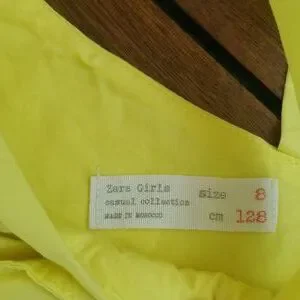 Zara Girls size 8
casual collection
MADE IN MOROCCO cm 128